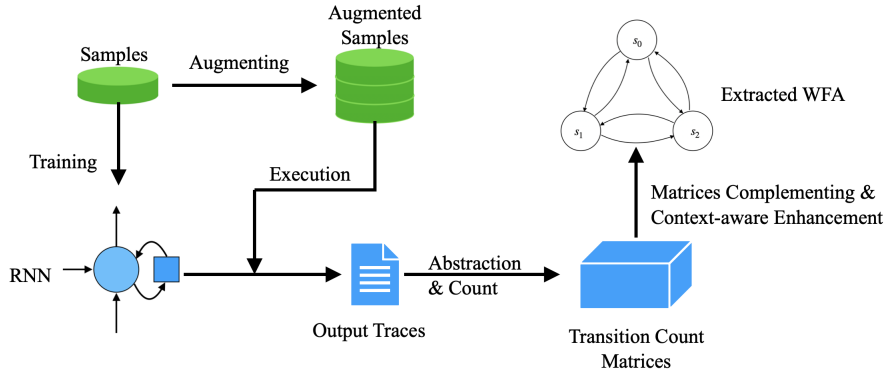 Samples
Augmenting
Augmented
Samples
Training
Execution
RNN
Output Traces
Abstraction
& Count
Transition Count
Matrices
Matrices Complementing &
Context-aware Enhancement
Extracted WFA
s0
s1
s2